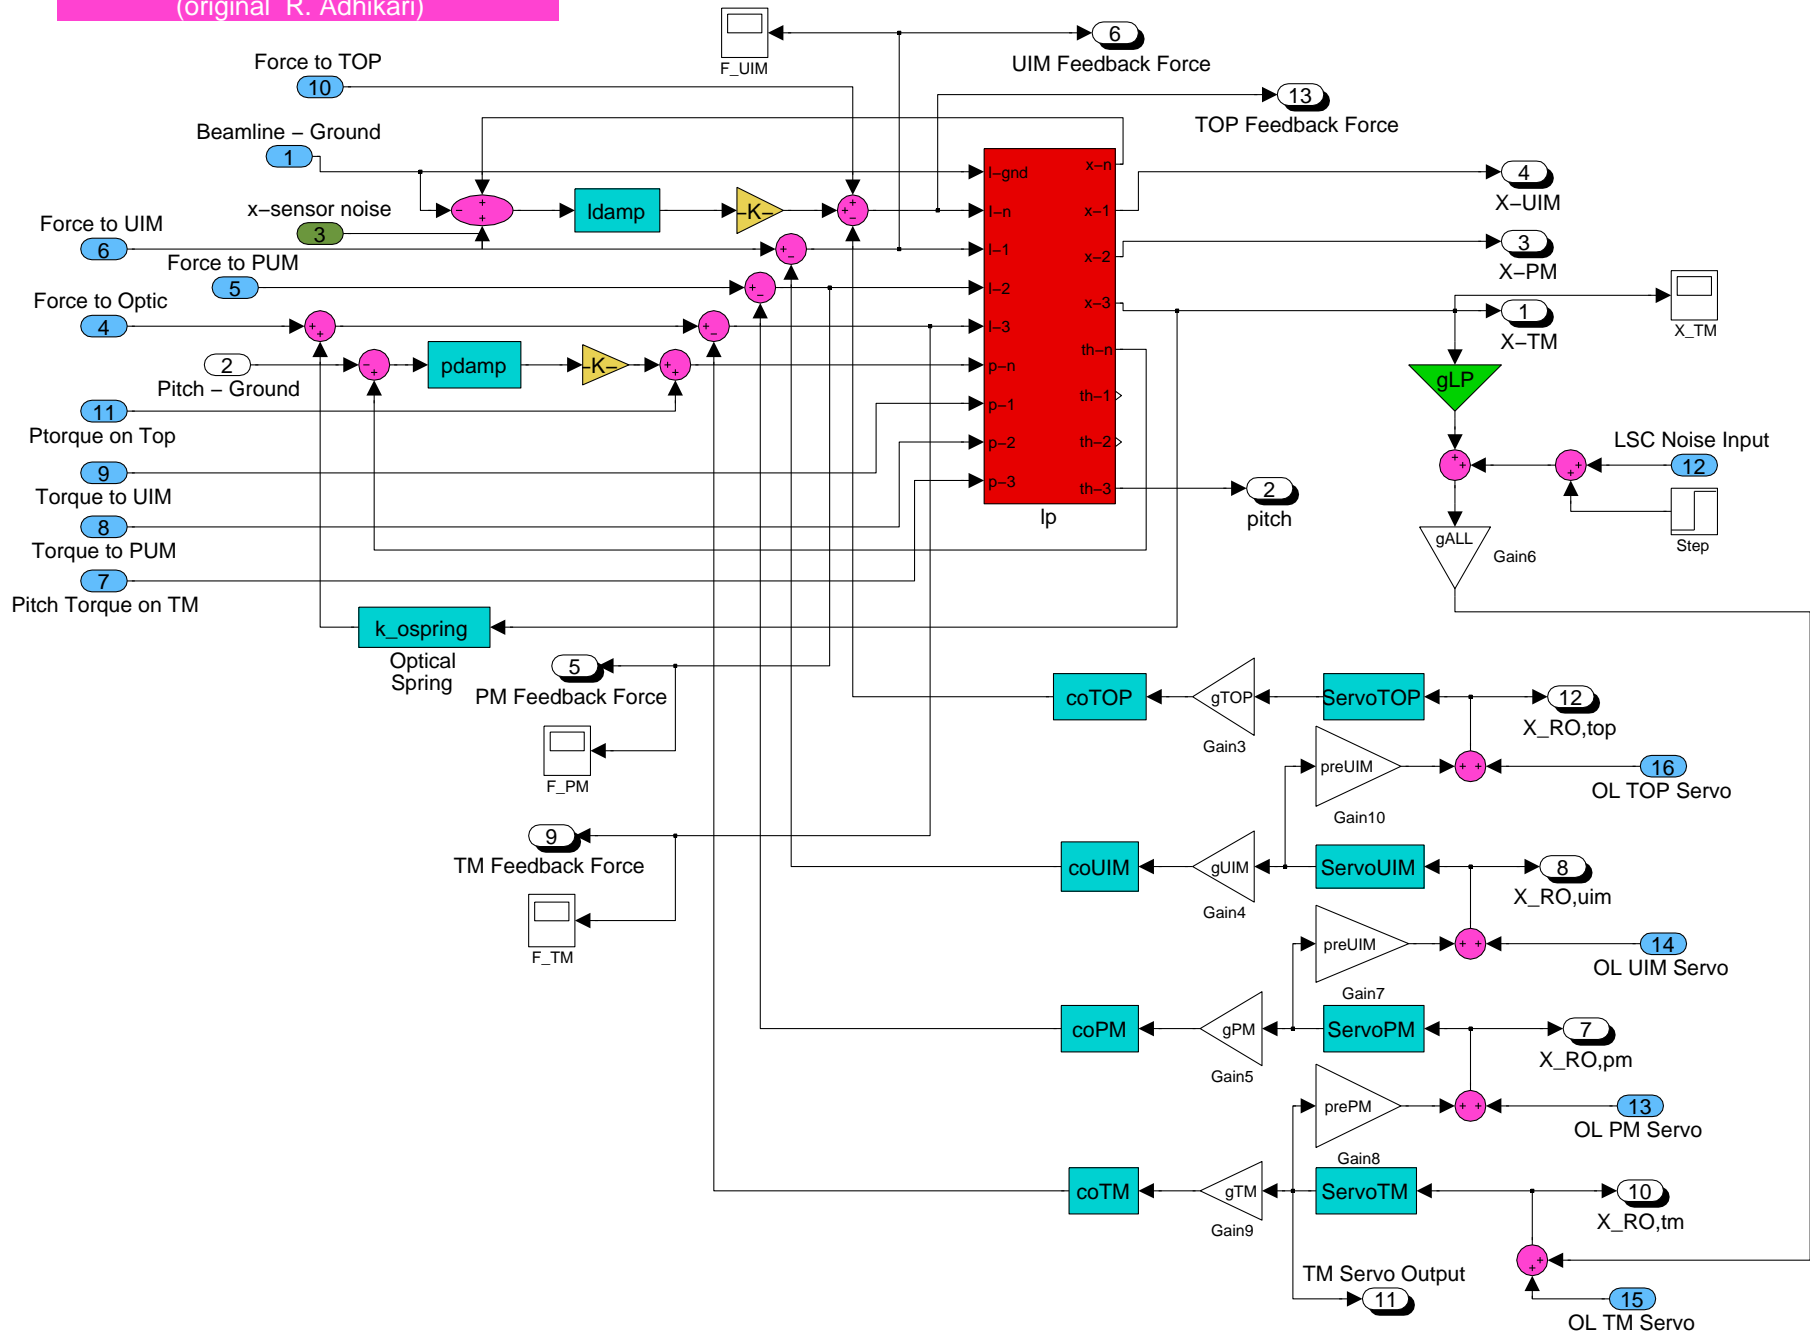 (original R. Adhikari)
F_UIM
6
UIM Feedback Force
Force to TOP
10
13
TOP Feedback Force
Beamline – Ground
1
x–sensor noise
3
ldamp
-K-
Force to UIM
6
Force to PUM
5
Force to Optic
4
2
Pitch – Ground
pdamp
-K-
11
Ptorque on Top
9
Torque to UIM
8
Torque to PUM
7
Pitch Torque on TM
l–gnd
l–n
l–1
l–2
l–3
p–n
p–1
p–2
p–3
x–n
x–1
x–2
x–3
th–n
th–1
th–2
th–3
lp
4
X–UIM
3
X–PM
1
X–TM
X_TM
gLP
LSC Noise Input
12
Step
gALL
Gain6
2
pitch
k_ospring
Optical
Spring
5
PM Feedback Force
F_PM
9
TM Feedback Force
F_TM
coTOP
gTOP
Gain3
ServoTOP
12
X_RO,top
preUIM
Gain10
16
OL TOP Servo
coUIM
gUIM
Gain4
ServoUIM
8
X_RO,uim
preUIM
Gain7
14
OL UIM Servo
coPM
gPM
Gain5
ServoPM
7
X_RO,pm
prePM
Gain8
13
OL PM Servo
coTM
gTM
Gain9
ServoTM
10
X_RO,tm
TM Servo Output
11
15
OL TM Servo